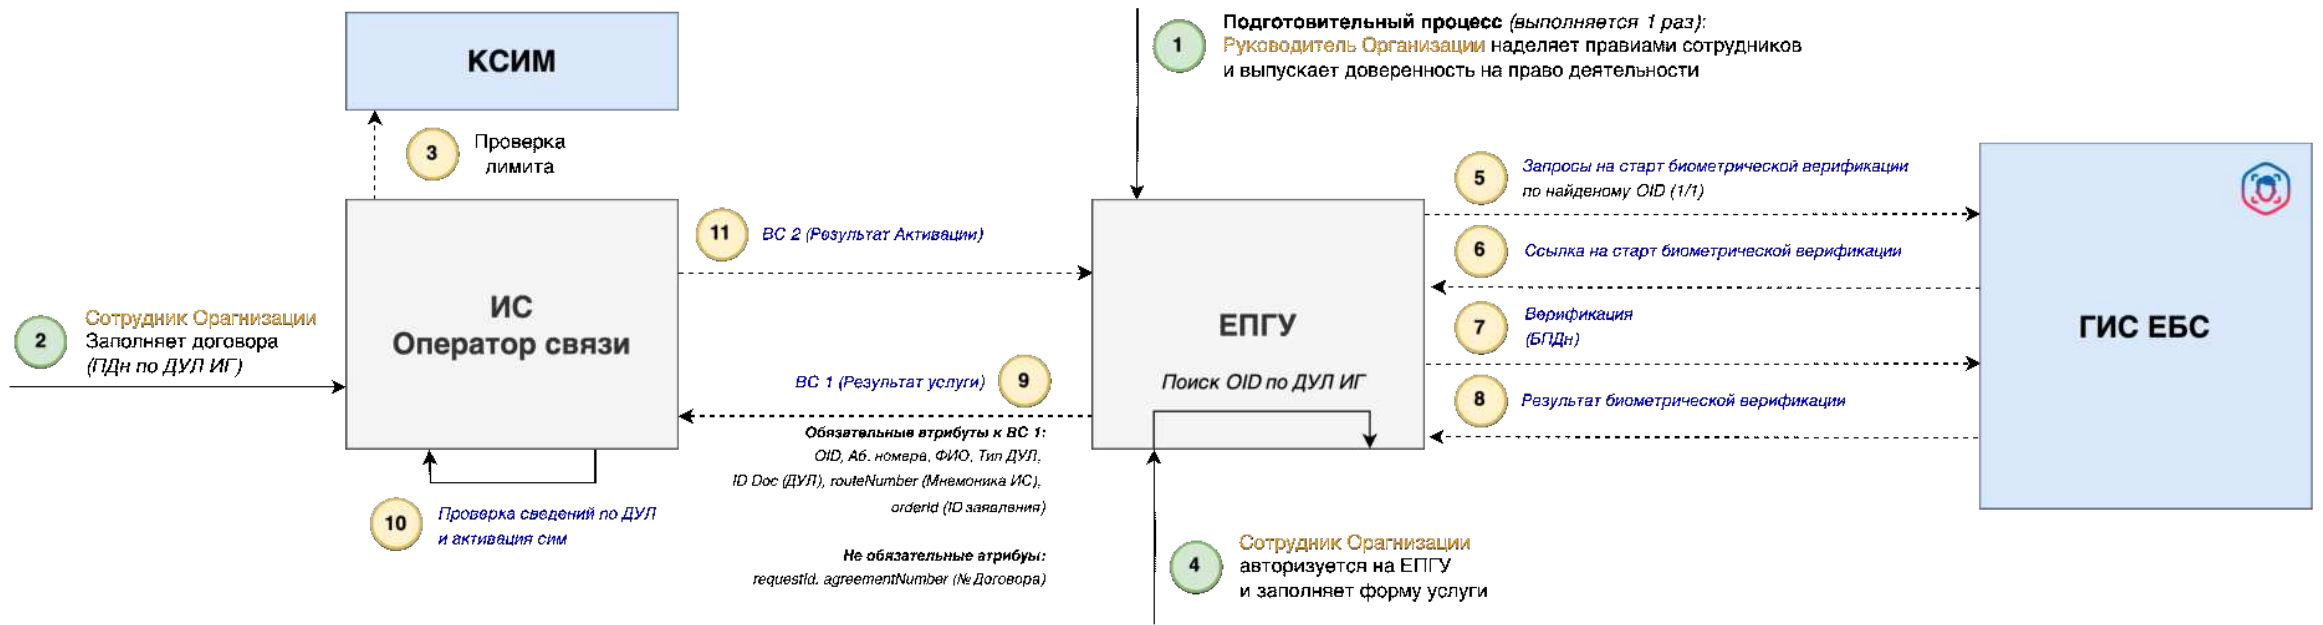 1
Подготовительный процесс (выполняется 1 раз):
Руководитель Организации наделяет правиами сотрудников
и выпускает доверенность на право деятельности
КСИМ
3
Проверка
лимита
2
Сотрудник Орагнизации
Заполняет договора
(ПДн по ДУЛ ИГ)
ИС
Оператор связи
11
ВС 2 (Результат Активации)
ВС 1 (Результат услуги)
9
Обязательные атрибуты к ВС 1:
OID, Аб. номера, ФИО, Тип ДУЛ,
ID Doc (ДУЛ), routeNumber (Мнемоника ИС),
orderId (ID заявления)
Не обязательные атрибуы:
requestId. agreementNumber (№ Договора)
10
Проверка сведений по ДУЛ
и активация сим
ЕПГУ
Поиск OID по ДУЛ ИГ
4
Сотрудник Орагнизации
авторизуется на ЕПГУ
и заполняет форму услуги
5
Запросы на старт биометрической верификации
по найденому OID (1/1)
6
Ссылка на старт биометрической верификации
7
Верификация
(БПДн)
8
Результат биометрической верификации
ГИС ЕБС